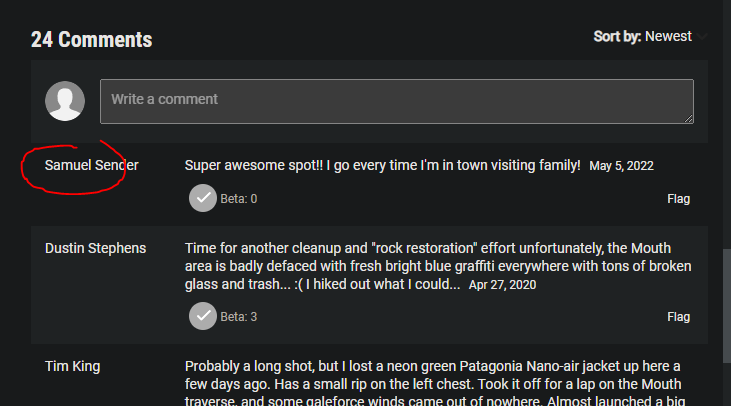 24 Comments
Sort by: Newest
Write a comment
Samuel Sender
Super awesome spot!! I go every time I'm in town visiting family! May 5, 2022
Beta: 0
Flag
Dustin Stephens
Time for another cleanup and "rock restoration" effort unfortunately, the Mouth
area is badly defaced with fresh bright blue graffiti everywhere with tons of broken
glass and trash... :( I hiked out what I could... Apr 27, 2020
Beta: 3
Flag
Tim King
Probably a long shot, but I lost a neon green Patagonia Nano-air jacket up here a
few days ago. Has a small rip on the left chest. Took it off for a lap on the Mouth
traverse, and some galeforce winds came out of nowhere. Almost launched a big